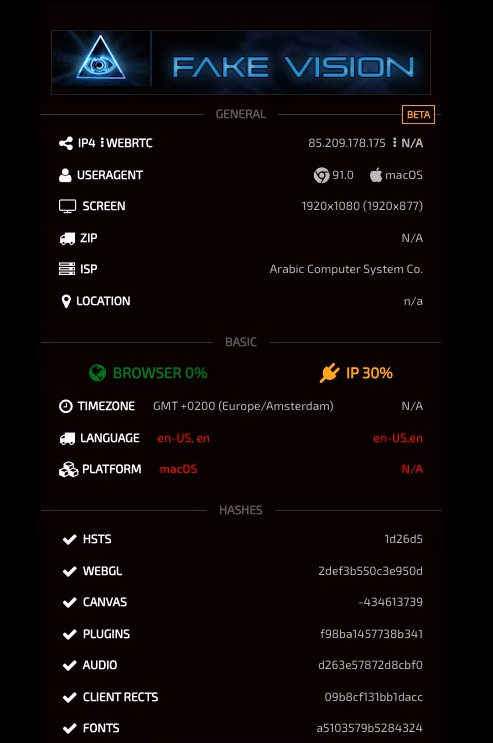 FAKE VISION
GENERAL
BETA
IP4 ⋮ WEBRTC 85.209.178.175 ⋮ N/A
USERAGENT 91.0 macOS
SCREEN 1920x1080 (1920x877)
ZIP N/A
ISP Arabic Computer System Co.
LOCATION n/a
BASIC
BROWSER 0% IP 30%
TIMEZONE GMT +0200 (Europe/Amsterdam) N/A
LANGUAGE en-US, en en-US,en
PLATFORM macOS N/A
HASHES
HSTS 1d26d5
WEBGL 2def3b550c3e950d
CANVAS -434613739
PLUGINS f98ba1457738b341
AUDIO d263e57872d8cbf0
CLIENT RECTS 09b8cf131bb1dacc
FONTS a5103579b5284324